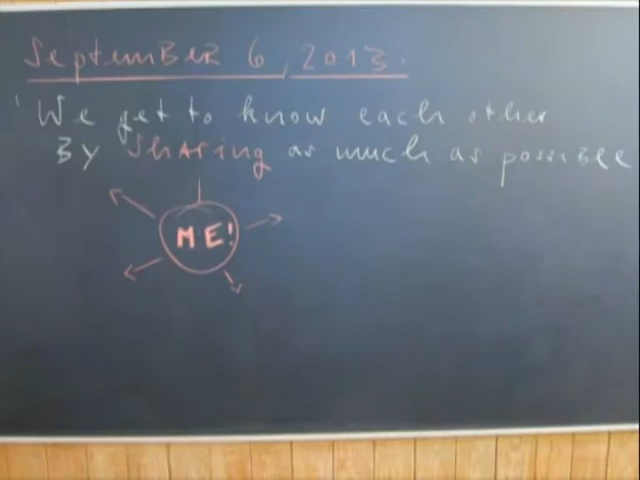 September 6, 2013.
We get to know each other
By sharing as much as possible
ME!